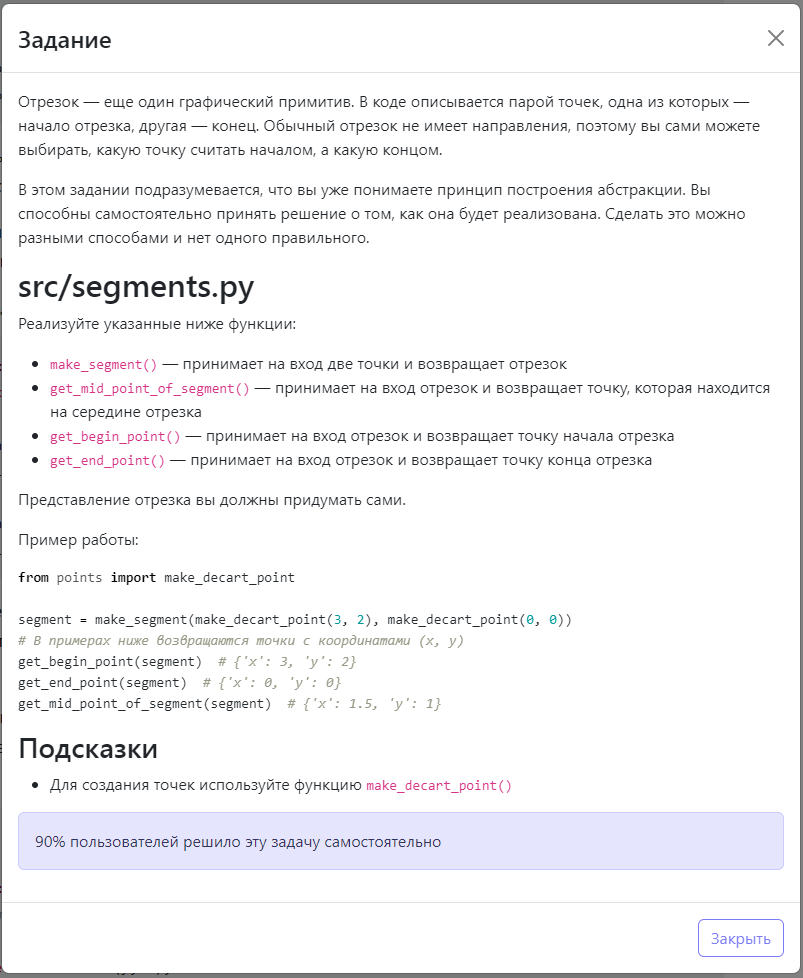 Задание
Отрезок — еще один графический примитив. В коде описывается парой точек, одна из которых —
начало отрезка, другая — конец. Обычный отрезок не имеет направления, поэтому вы сами можете
выбирать, какую точку считать началом, а какую концом.
В этом задании подразумевается, что вы уже понимаете принцип построения абстракции. Вы
способны самостоятельно принять решение о том, как она будет реализована. Сделать это можно
разными способами и нет одного правильного.
src/segments.py
Реализуйте указанные ниже функции:
• make_segment() — принимает на вход две точки и возвращает отрезок
• get_mid_point_of_segment() — принимает на вход отрезок и возвращает точку, которая находится
на середине отрезка
• get_begin_point() — принимает на вход отрезок и возвращает точку начала отрезка
• get_end_point() — принимает на вход отрезок и возвращает точку конца отрезка
Представление отрезка вы должны придумать сами.
Пример работы:
from points import make_decart_point
segment = make_segment(make_decart_point(3, 2), make_decart_point(0, 0))
# В примерах ниже возвращаются точки с координатами (x, y)
get_begin_point(segment)  # {'x': 3, 'y': 2}
get_end_point(segment)  # {'x': 0, 'y': 0}
get_mid_point_of_segment(segment)  # {'x': 1.5, 'y': 1}
Подсказки
• Для создания точек используйте функцию make_decart_point()
90% пользователей решило эту задачу самостоятельно
Закрыть